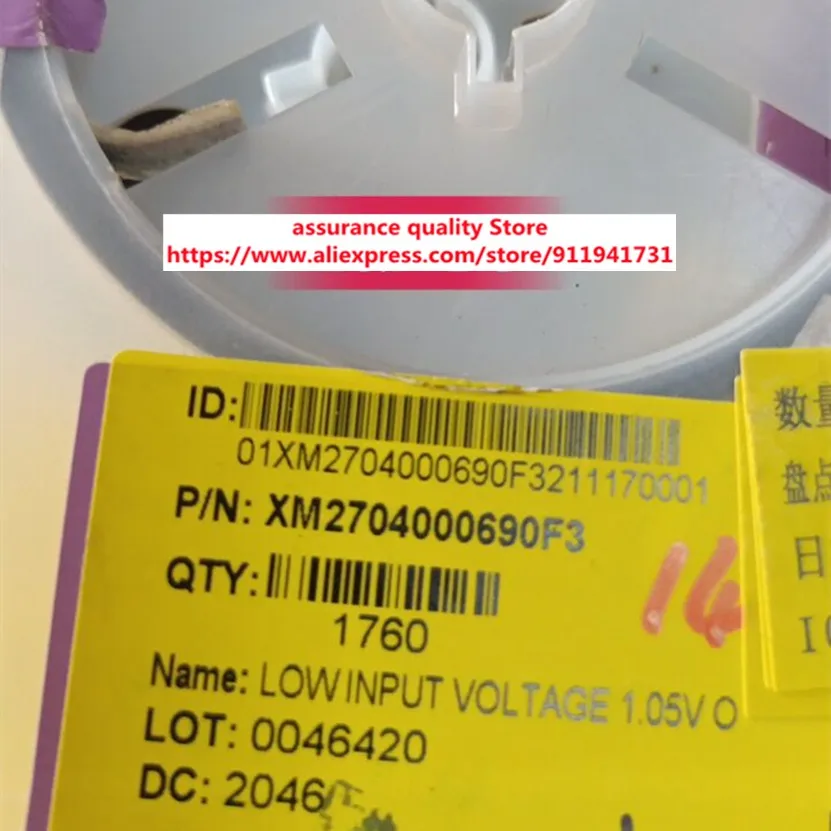 assurance quality Store
https://www.aliexpress.com/store/911941731
ID:
01XM2704000690F3211170001
P/N: XM2704000690F3
QTY:
1760
16
Name: LOW INPUT VOLTAGE 1.05V O
LOT: 0046420
DC: 2046
数量
盘点
日